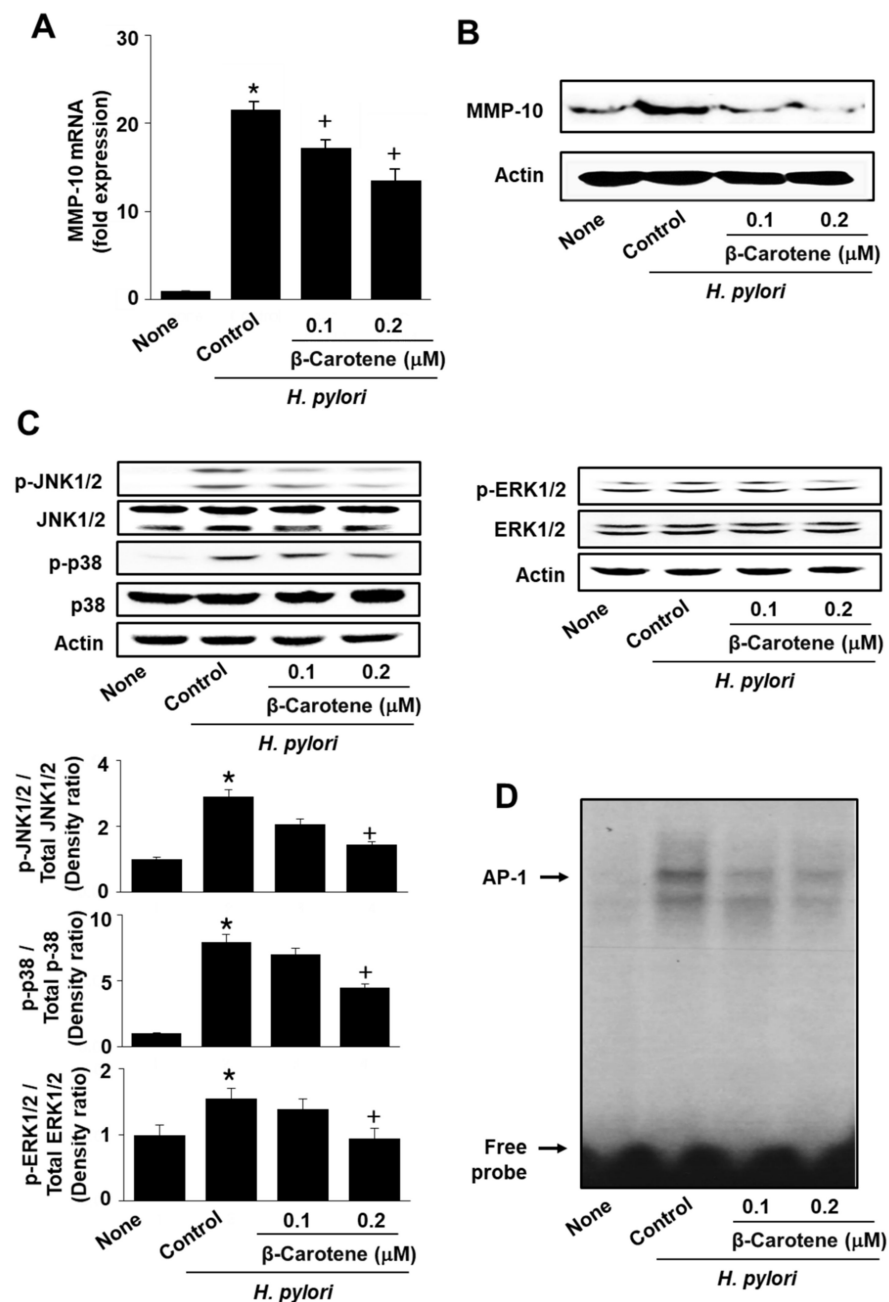 A
MMP-10 mRNA
(fold expression)
30
20
10
0
*
+
+
None
Control
0.1 0.2
β-Carotene (μM)
H. pylori
B
MMP-10
Actin
None
Control
0.1 0.2
β-Carotene (μM)
H. pylori
C
p-JNK1/2
JNK1/2
p-p38
p38
Actin
None
Control
0.1 0.2
β-Carotene (μM)
H. pylori
p-ERK1/2
ERK1/2
Actin
None
Control
0.1 0.2
β-Carotene (μM)
H. pylori
p-JNK1/2 /
Total JNK1/2
(Density ratio)
4
2
0
*
+
p-p38 /
Total p-38
(Density ratio)
10
5
0
*
+
p-ERK1/2 /
Total ERK1/2
(Density ratio)
2
1
0
*
+
None
Control
0.1 0.2
β-Carotene (μM)
H. pylori
D
AP-1
Free
probe
None
Control
0.1 0.2
β-Carotene (μM)
H. pylori